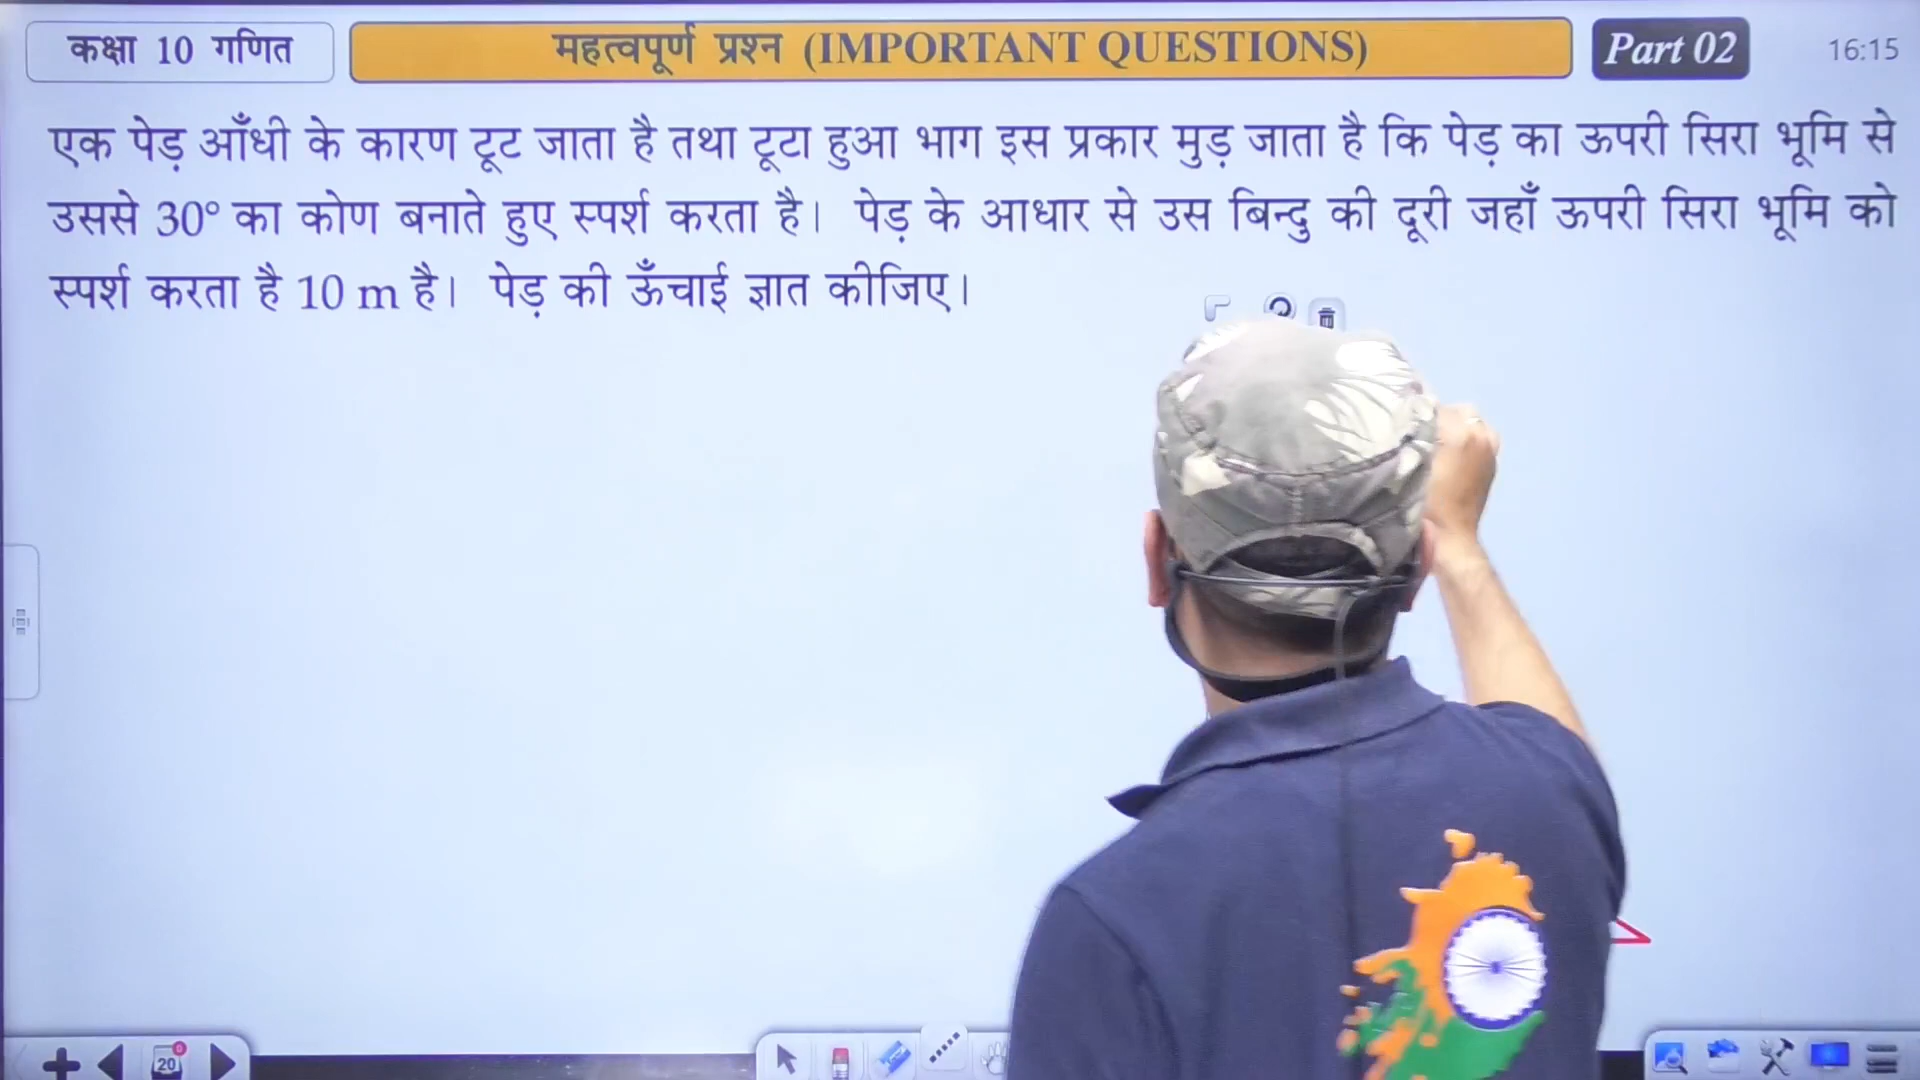 कक्षा 10 गणित
महत्वपूर्ण प्रश्न (IMPORTANT QUESTIONS)
Part 02
16:15
एक पेड़ आँधी के कारण टूट जाता है तथा टूटा हुआ भाग इस प्रकार मुड़ जाता है कि पेड़ का ऊपरी सिरा भूमि से
उससे 30° का कोण बनाते हुए स्पर्श करता है। पेड़ के आधार से उस बिन्दु की दूरी जहाँ ऊपरी सिरा भूमि को
स्पर्श करता है 10 m है। पेड़ की ऊँचाई ज्ञात कीजिए।
20
0